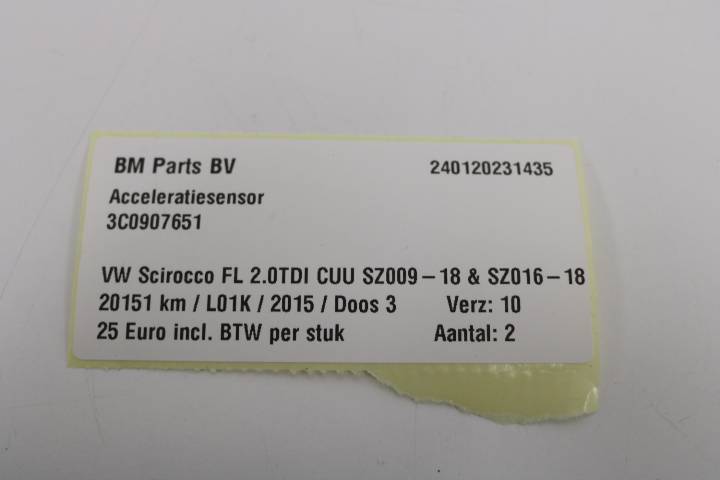 BM Parts BV 240120231435
Acceleratiesensor
3C0907651
VW Scirocco FL 2.0TDI CUU SZ009-18 & SZ016-18
20151 km / L01K / 2015 / Doos 3 Verz: 10
25 Euro incl. BTW per stuk Aantal: 2